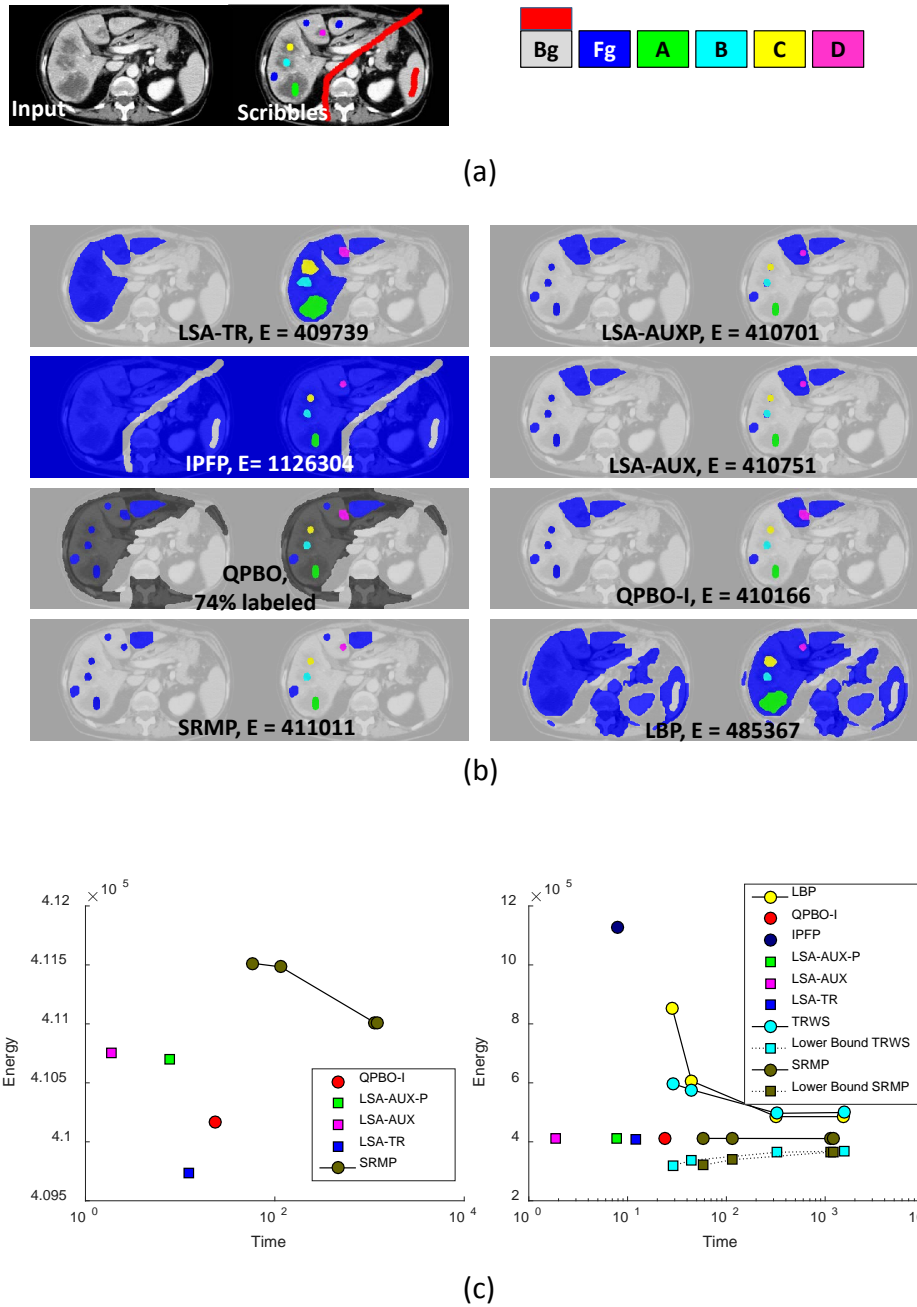 Input
Scribbles
Bg Fg A B C D
(a)
LSA-TR, E = 409739
LSA-AUXP, E = 410701
IPFP, E= 1126304
LSA-AUX, E = 410751
QPBO,
74% labeled
QPBO-I, E = 410166
SRMP, E = 411011
LBP, E = 485367
(b)
× 10 5
4.12
4.115
4.11
4.105
4.1
4.095
Energy
10 0
10 2
10 4
Time
QPBO-I
LSA-AUX-P
LSA-AUX
LSA-TR
SRMP
× 10 5
12
10
8
6
4
2
Energy
10 0
10 1
10 2
10 3
Time
LBP
QPBO-I
IPFP
LSA-AUX-P
LSA-AUX
LSA-TR
TRWS
Lower Bound TRWS
SRMP
Lower Bound SRMP
(c)